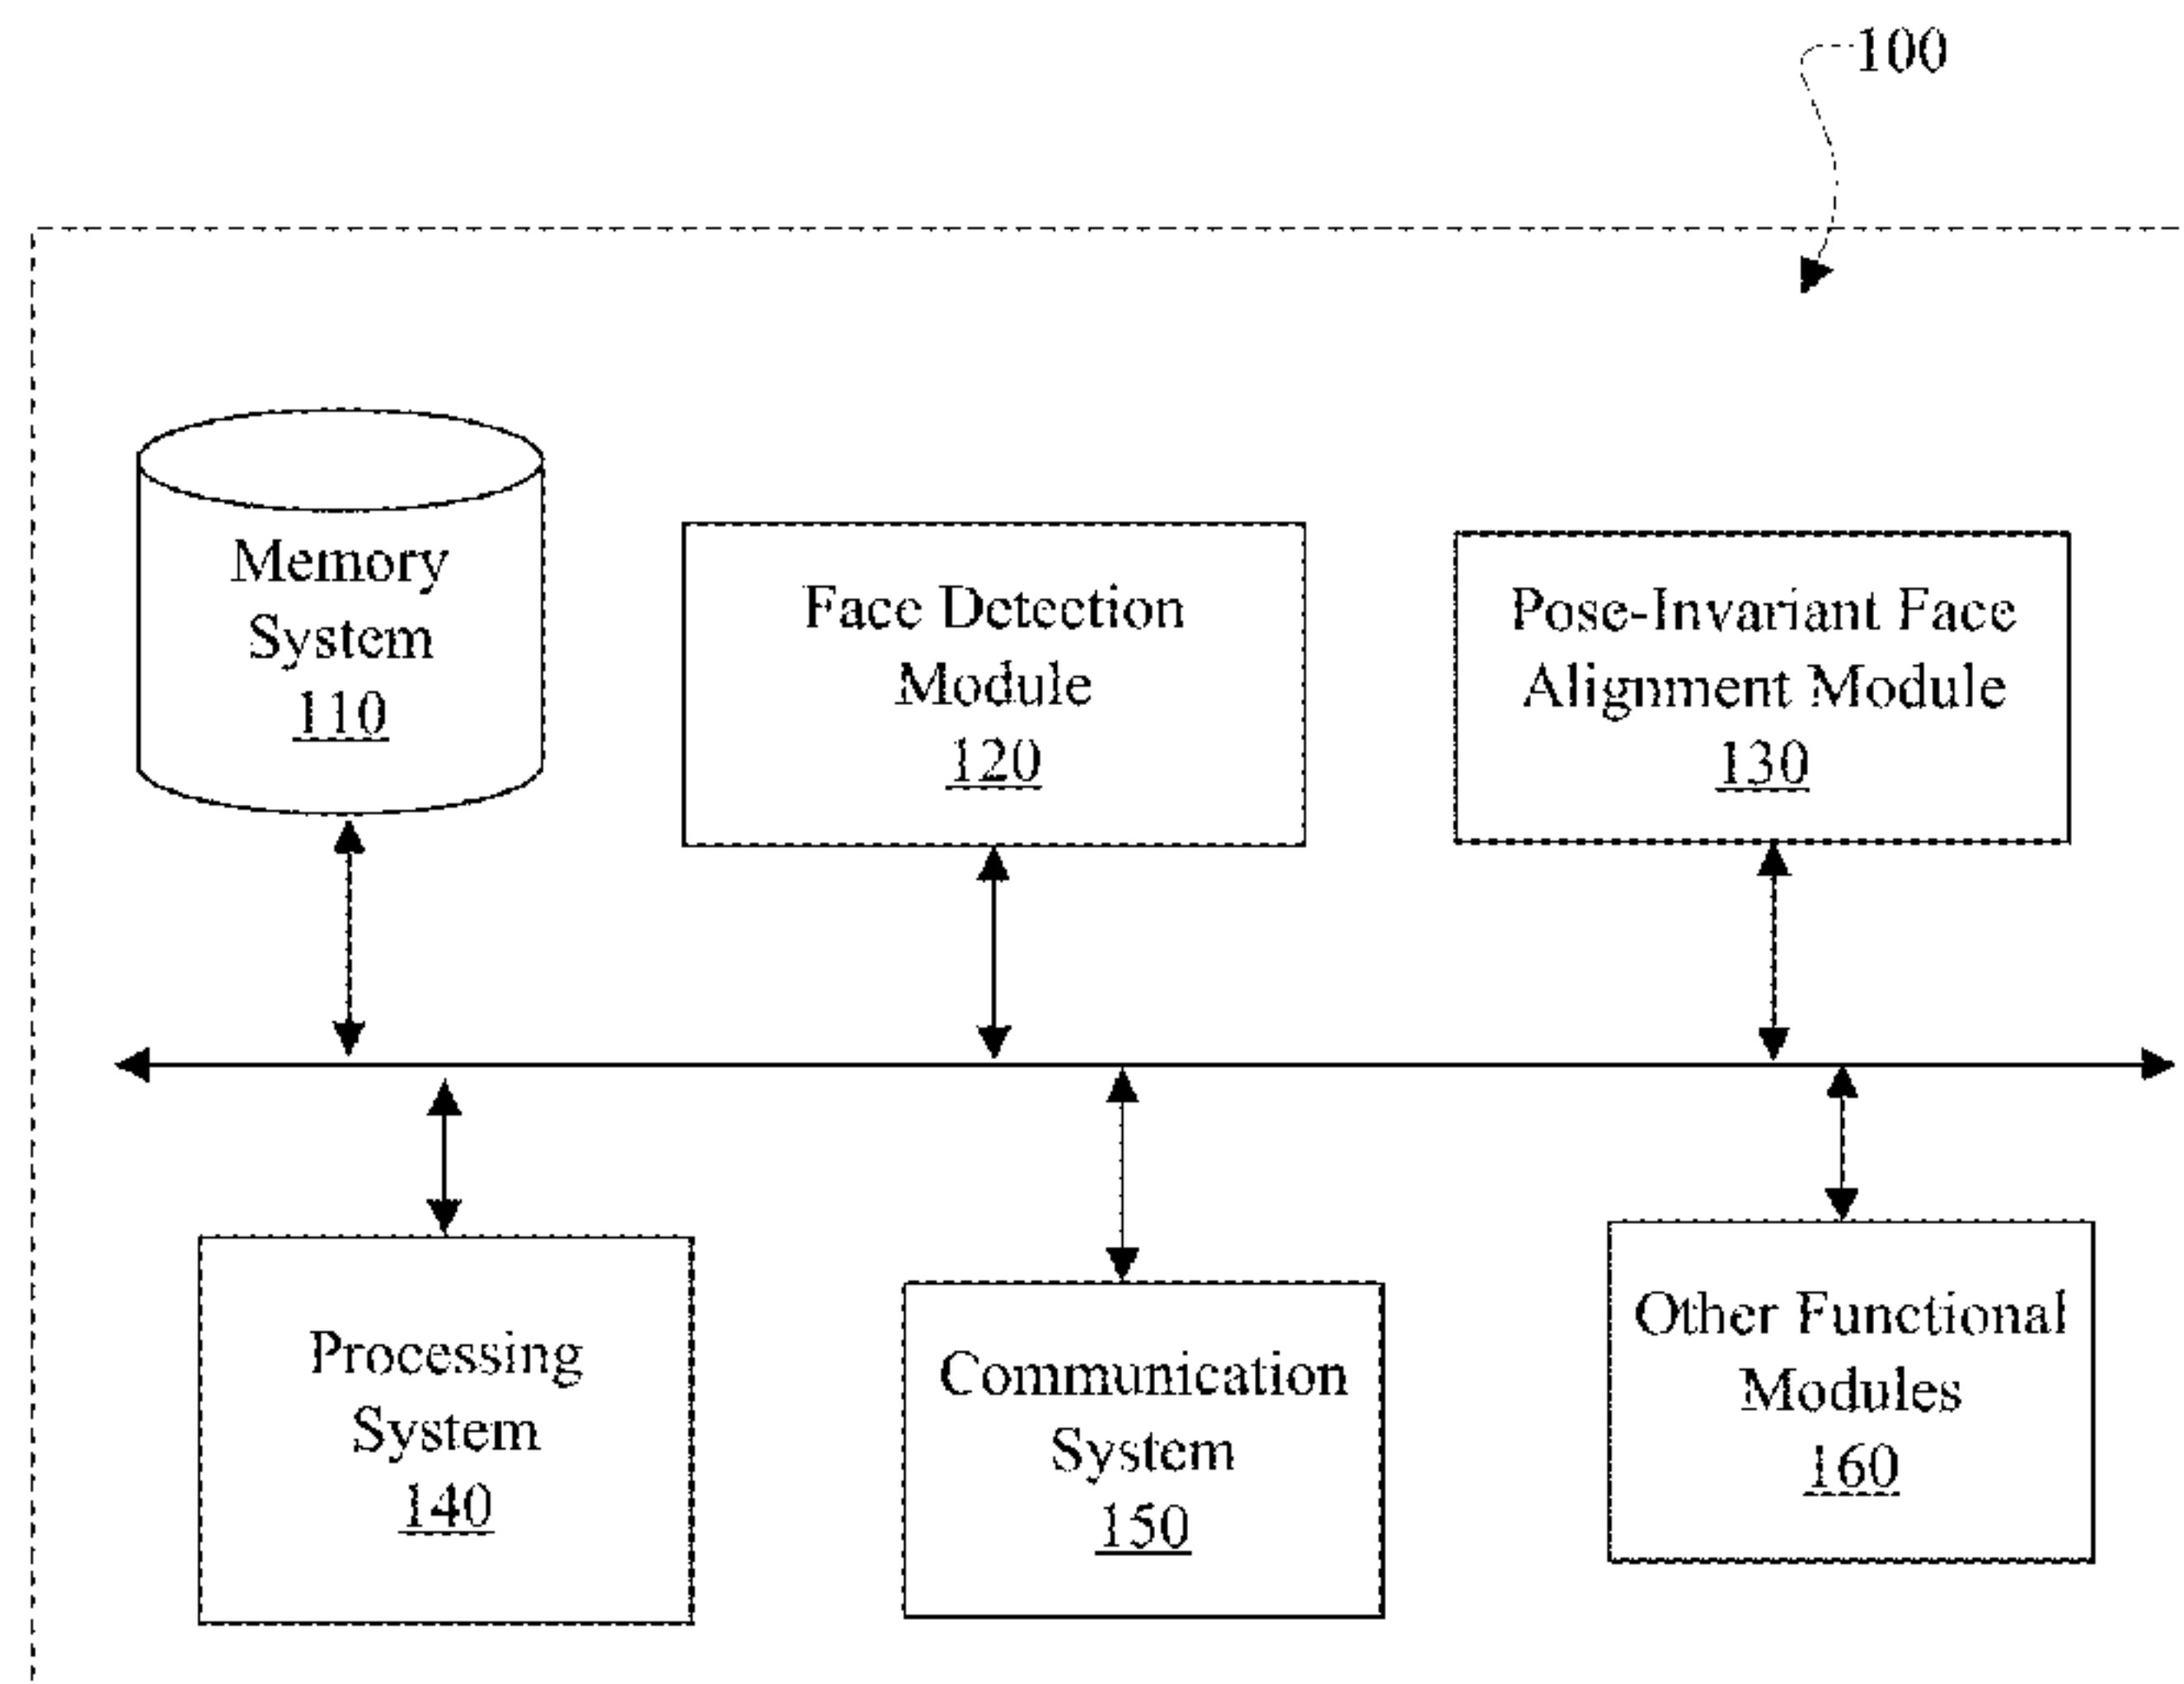 100
Memory
System
110
Face Detection
Module
120
Pose-Invariant Face
Alignment Module
130
Processing
System
140
Communication
System
150
Other Functional
Modules
160